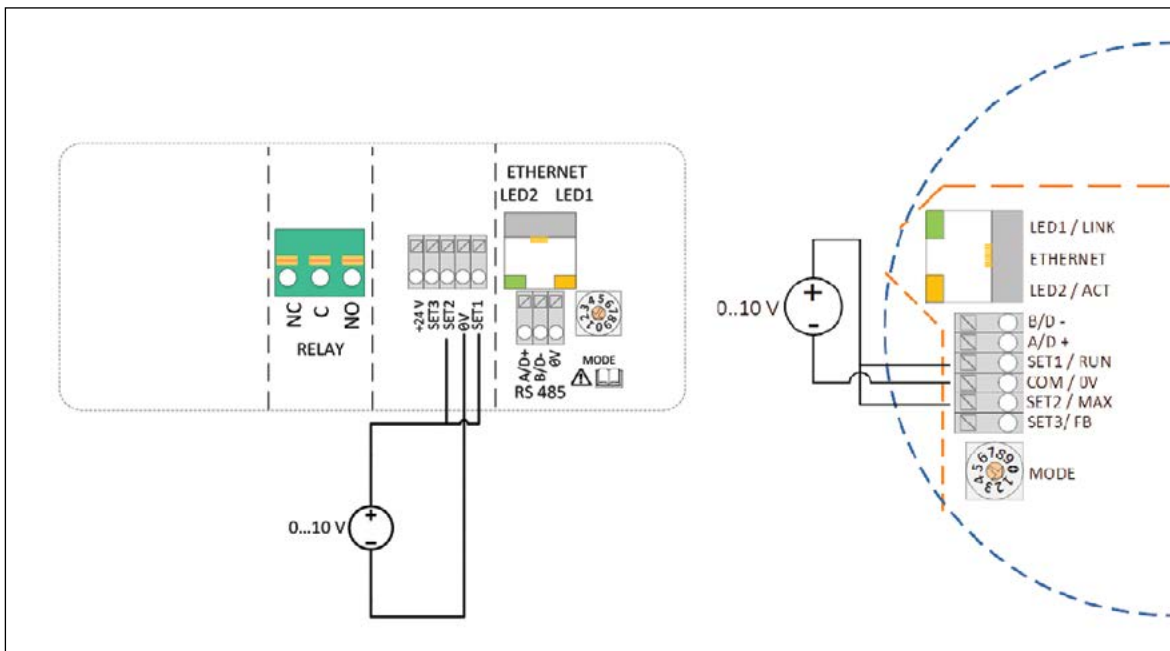 ETHERNET
LED2 LED1
NC
C
NO
RELAY
+24 V
SET3
SET2
0V
SET1
A/D+
B/D-
0V
RS 485
MODE
0...10 V
+
-
0..10 V
+
-
LED1 / LINK
ETHERNET
LED2 / ACT
B/D -
A/D +
SET1 / RUN
COM / 0V
SET2 / MAX
SET3/ FB
MODE